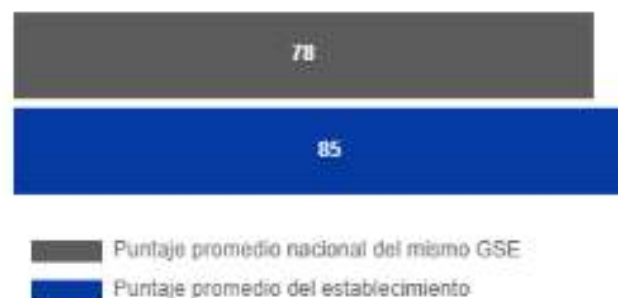 78
85
Puntaje promedio nacional del mismo GSE
Puntaje promedio del establecimiento